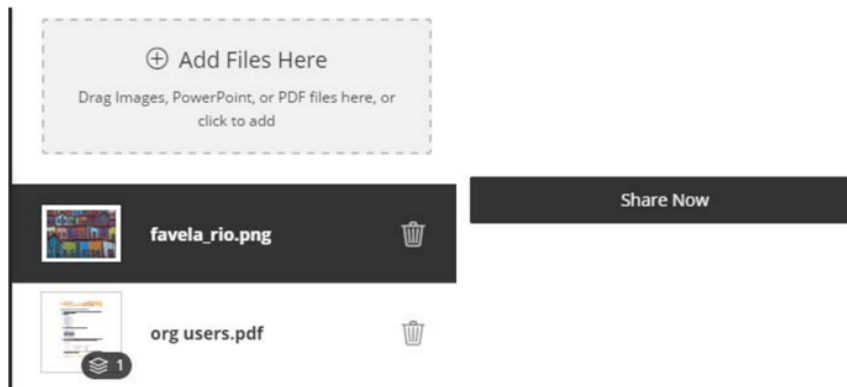 Add Files Here
Drag Images, PowerPoint, or PDF files here, or
click to add
favela_rio.png
Share Now
org users.pdf
1